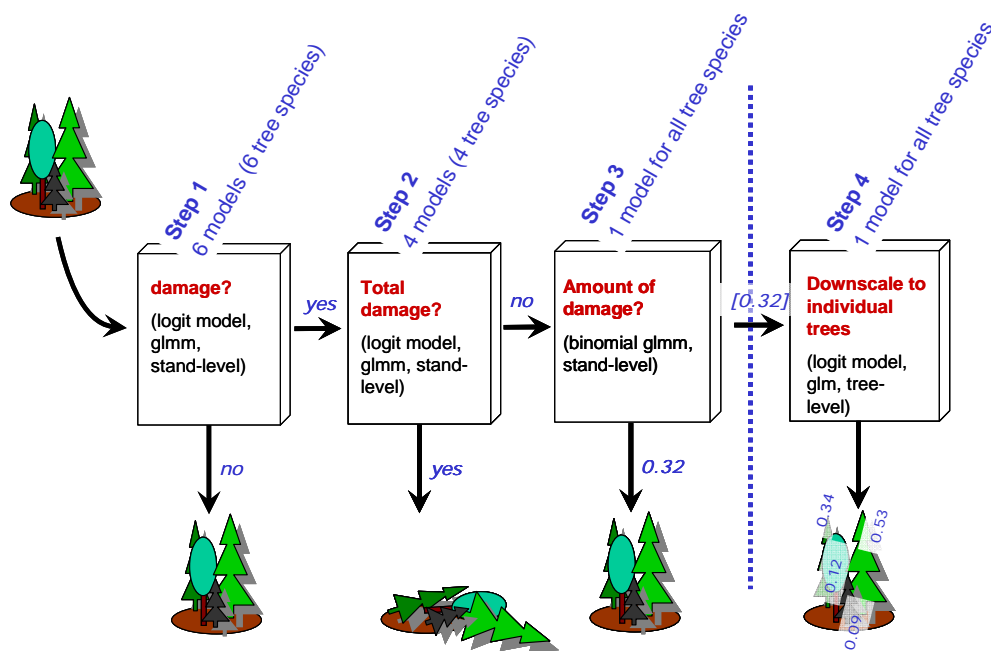 Step 1
6 models (6 tree species)
damage?
(logit model,
glmm,
stand-level)
yes
no
Step 2
4 models (4 tree species)
Total
damage?
(logit model,
glmm, stand-
level)
no
yes
Step 3
1 model for all tree species
Amount of
damage?
(binomial glmm,
stand-level)
[0.32]
0.32
Step 4
1 model for all tree species
Downscale to
individual
trees
(logit model,
glm, tree-
level)
0.34
0.53
0.12
0.09